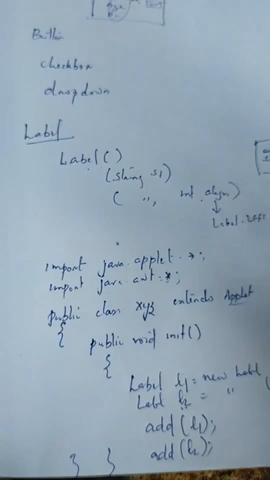 Button
checkbox
dropdown
Label
Label ( )
(String s1)
( ", int align)
Label.
import java.applet.*;
import java.awt.*;
public class xyz extends Applet
{ public void init()
{
Label l1 = new Label
Label l2 = " (
add (l1);
} } add (l2);